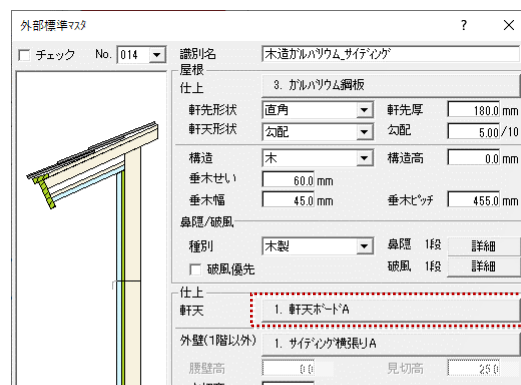 外部標準ﾏｽﾀ ? ×
チェック No. 014 識別名 木造ｶﾞﾙﾊﾞﾘｳﾑ_ｻｲﾃﾞｨﾝｸﾞ
屋根
仕上 3. ｶﾞﾙﾊﾞﾘｳﾑ鋼板
軒先形状 直角 軒先厚 180.0 mm
軒天形状 勾配 勾配 5.00 /10
構造 木 構造高 0.0 mm
垂木せい 60.0 mm
垂木幅 45.0 mm 垂木ﾋﾟｯﾁ 455.0 mm
鼻隠/破風
種別 木製 鼻隠 1段 詳細
破風優先 破風 1段 詳細
仕上
軒天 1. 軒天ﾎﾞｰﾄﾞA
外壁(1階以外) 1. ｻｲﾃﾞｨﾝｸﾞ横張りA
腰壁高 0.0 見切高 25.0